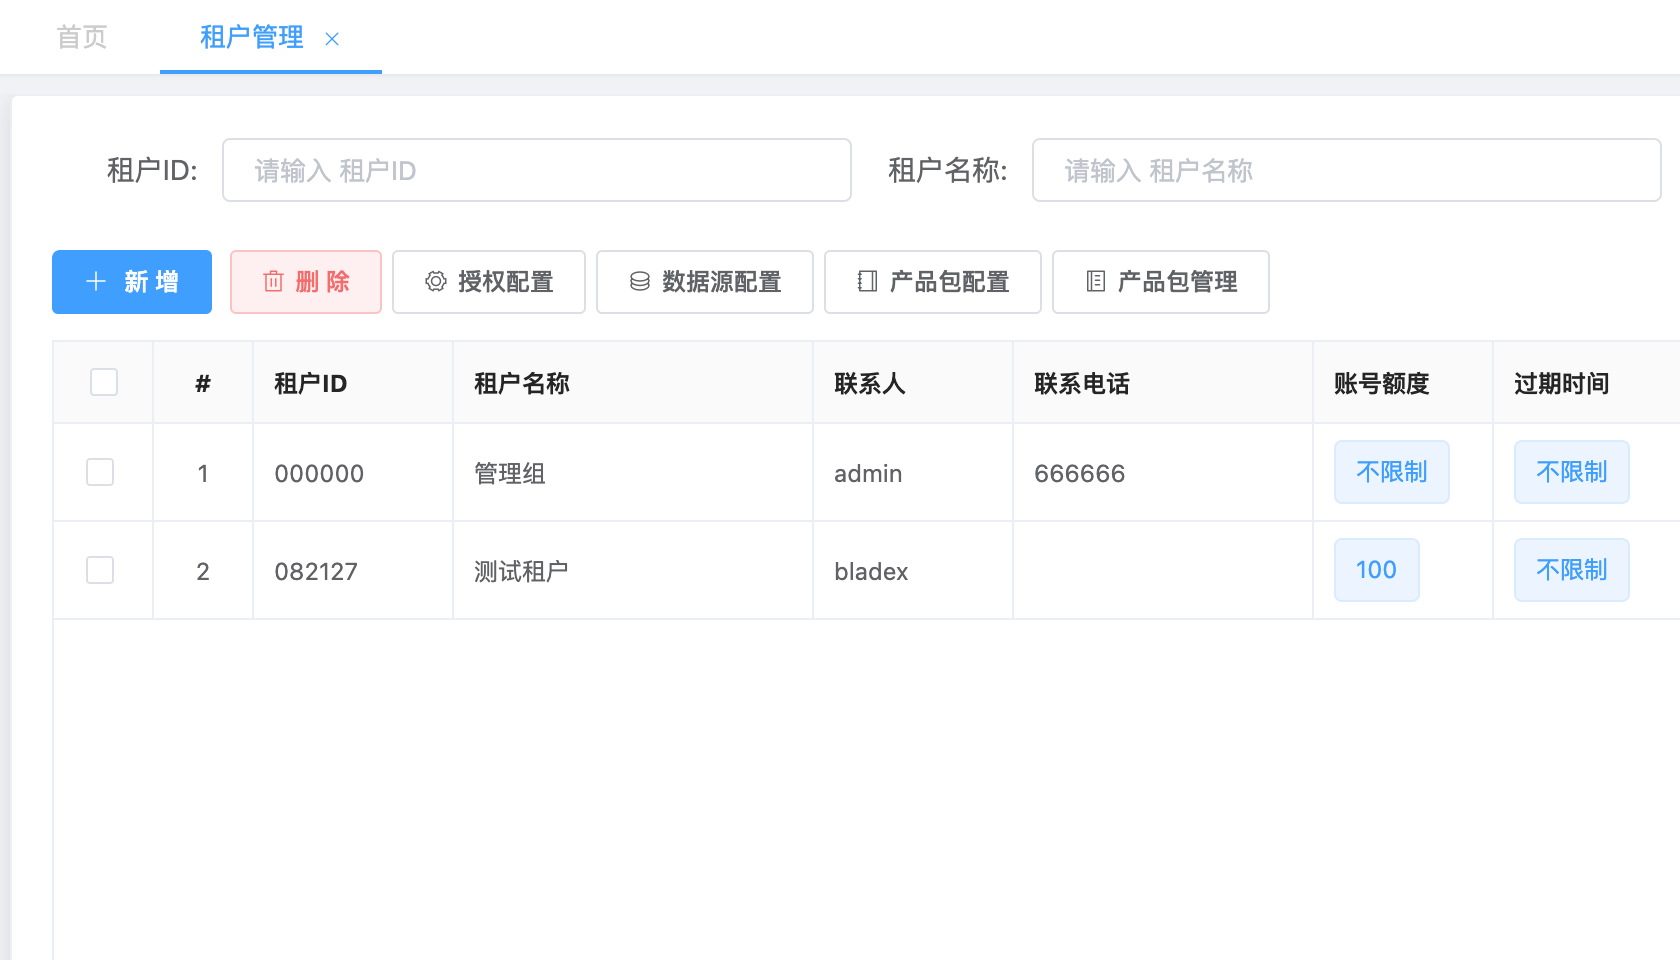 首页 租户管理
租户ID: 请输入 租户ID 租户名称: 请输入 租户名称
新 增 删 除 授权配置 数据源配置 产品包配置 产品包管理
# 租户ID 租户名称 联系人 联系电话 账号额度 过期时间
1 000000 管理组 admin 666666 不限制 不限制
2 082127 测试租户 bladex 100 不限制